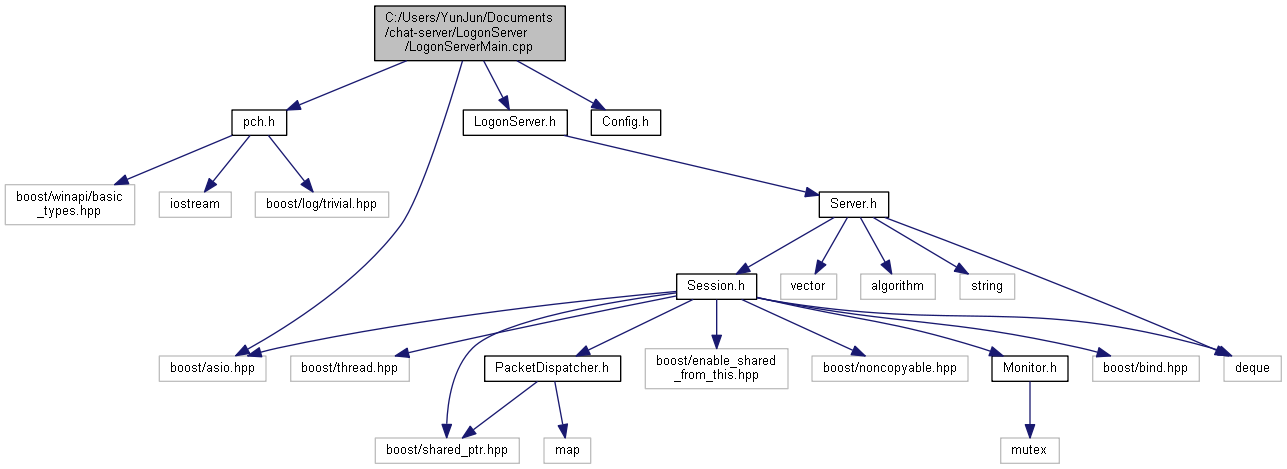 C:/Users/YunJun/Documents
/chat-server/LogonServer
/LogonServerMain.cpp
pch.h
LogonServer.h
Config.h
boost/winapi/basic
_types.hpp
iostream
boost/log/trivial.hpp
Server.h
Session.h
vector
algorithm
string
boost/asio.hpp
boost/thread.hpp
PacketDispatcher.h
boost/enable_shared
_from_this.hpp
boost/noncopyable.hpp
Monitor.h
boost/bind.hpp
deque
boost/shared_ptr.hpp
map
mutex